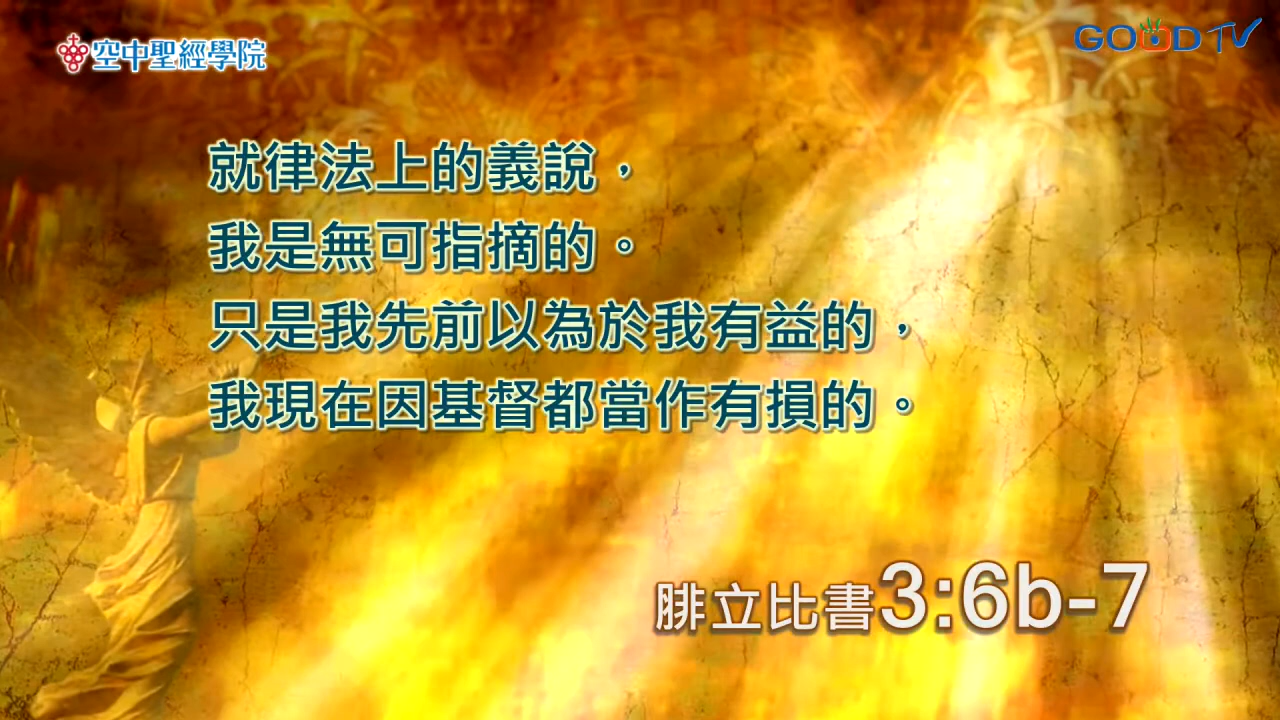 空中聖經學院
GOODTV
就律法上的義說，
我是無可指摘的。
只是我先前以為於我有益的，
我現在因基督都當作有損的。
腓立比書3:6b-7